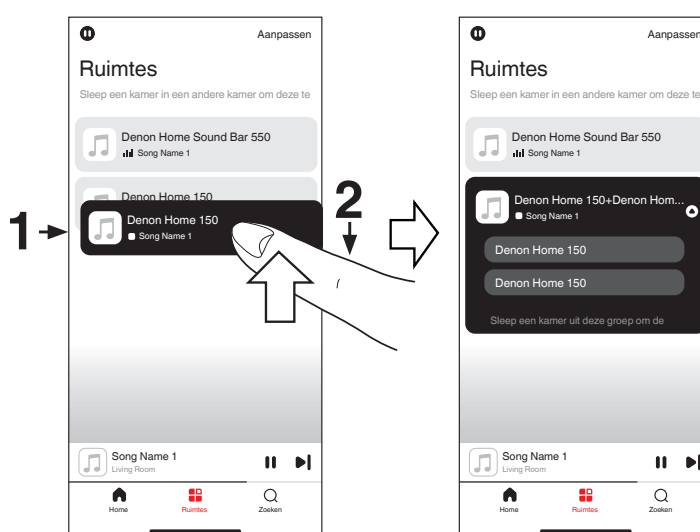 Aanpassen
Ruimtes
Sleep een kamer in een andere kamer om deze te
Denon Home Sound Bar 550
Song Name 1
Denon Home 150
Denon Home 150
Song Name 1
1
2
Song Name 1
Living Room
Home
Ruimtes
Zoeken
Aanpassen
Ruimtes
Sleep een kamer in een andere kamer om deze te
Denon Home Sound Bar 550
Song Name 1
Denon Home 150+Denon Hom...
Song Name 1
Denon Home 150
Denon Home 150
Sleep een kamer uit deze groep om de
Song Name 1
Living Room
Home
Ruimtes
Zoeken